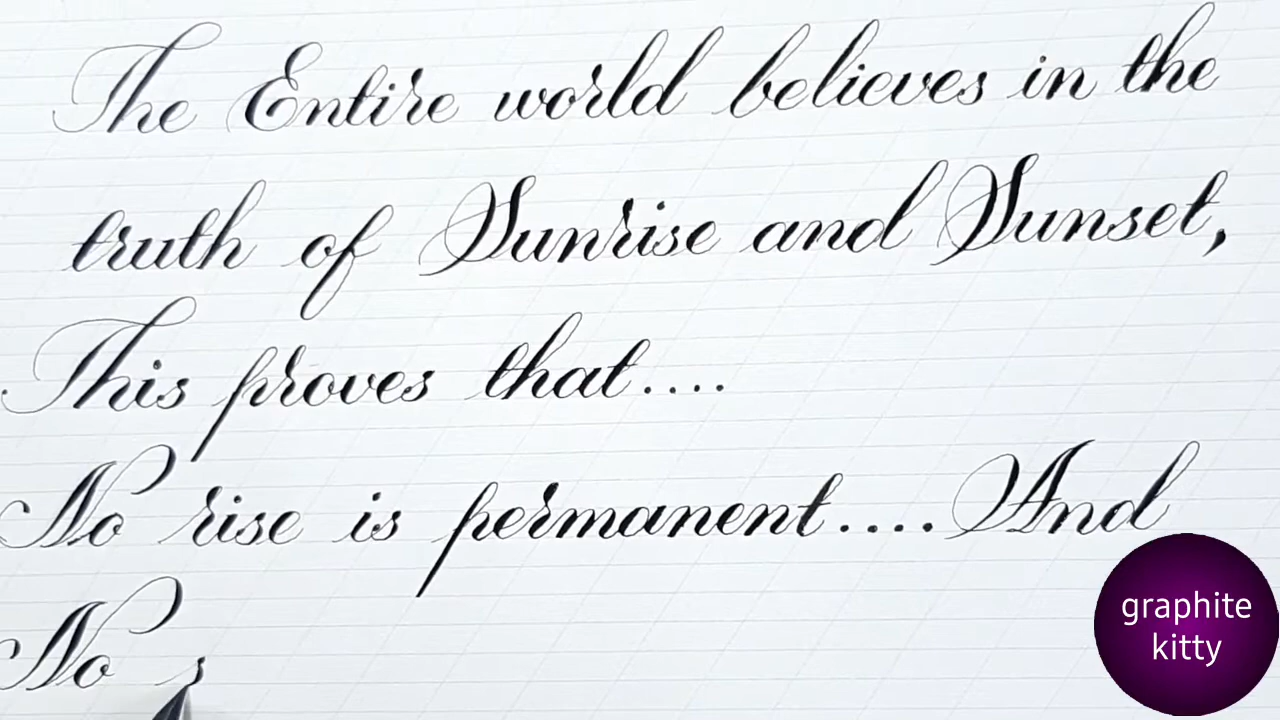 The Entire world believes in the
truth of Sunrise and Sunset,
This proves that....
No rise is permanent....And
No s
graphite
kitty